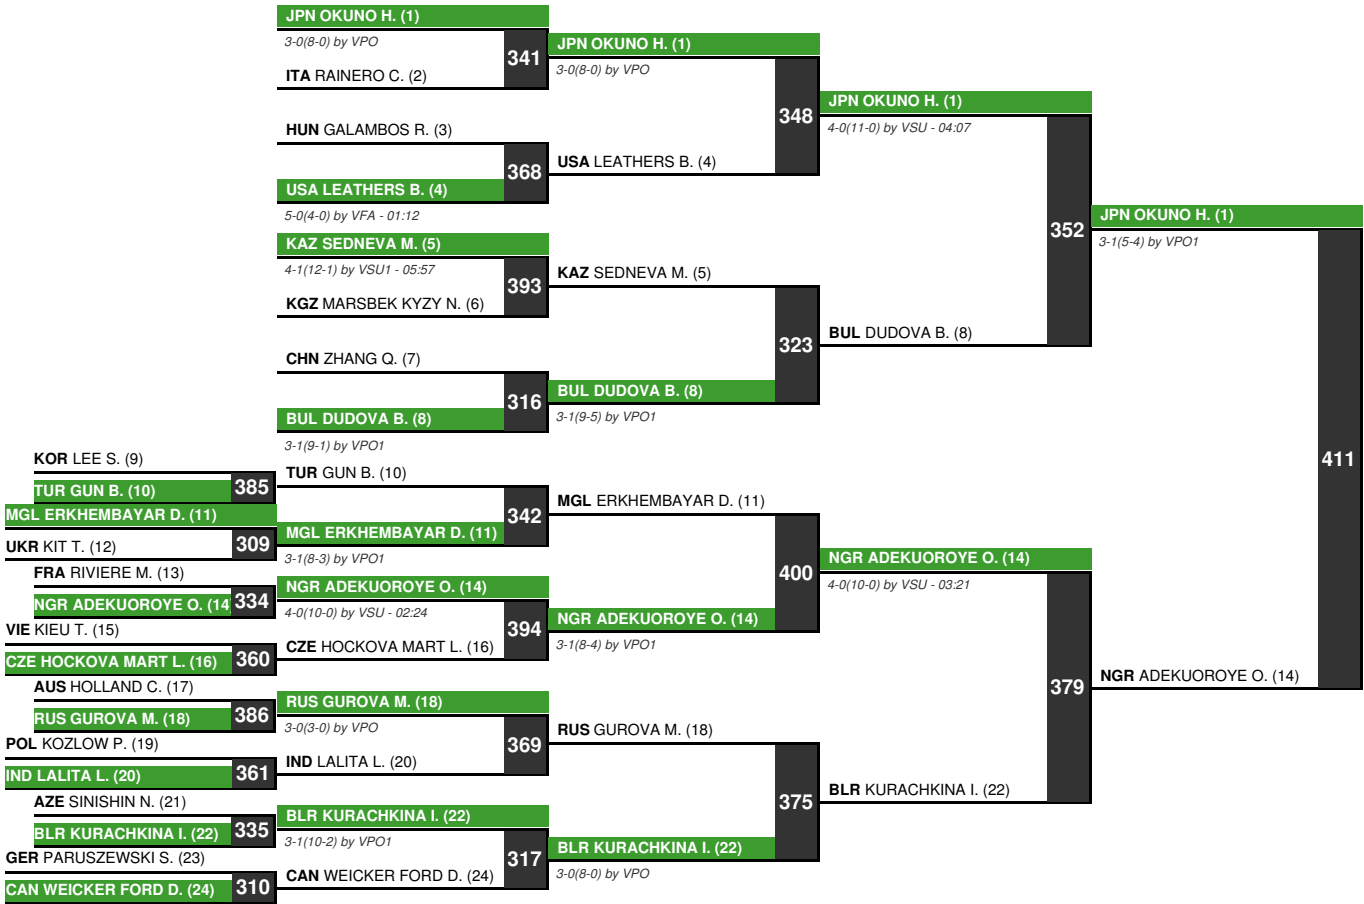 JPN OKUNO H. (1)
3-0(8-0) by VPO
341
ITA RAINERO C. (2)
HUN GALAMBOS R. (3)
368
USA LEATHERS B. (4)
5-0(4-0) by VFA - 01:12
KAZ SEDNEVA M. (5)
4-1(12-1) by VSU1 - 05:57
393
KGZ MARSBEK KYZY N. (6)
CHN ZHANG Q. (7)
316
BUL DUDOVA B. (8)
3-1(9-1) by VPO1
KOR LEE S. (9)
385
TUR GUN B. (10)
MGL ERKHEMBAYAR D. (11)
309
UKR KIT T. (12)
FRA RIVIERE M. (13)
334
NGR ADEKUOROYE O. (14
VIE KIEU T. (15)
360
CZE HOCKOVA MART L. (16)
AUS HOLLAND C. (17)
386
RUS GUROVA M. (18)
POL KOZLOW P. (19)
361
IND LALITA L. (20)
AZE SINISHIN N. (21)
335
BLR KURACHKINA I. (22)
GER PARUSZEWSKI S. (23)
310
CAN WEICKER FORD D. (24)
TUR GUN B. (10)
342
MGL ERKHEMBAYAR D. (11)
3-1(8-3) by VPO1
NGR ADEKUOROYE O. (14)
4-0(10-0) by VSU - 02:24
394
CZE HOCKOVA MART L. (16)
RUS GUROVA M. (18)
3-0(3-0) by VPO
369
IND LALITA L. (20)
BLR KURACHKINA I. (22)
3-1(10-2) by VPO1
317
CAN WEICKER FORD D. (24)
JPN OKUNO H. (1)
3-0(8-0) by VPO
348
USA LEATHERS B. (4)
KAZ SEDNEVA M. (5)
323
BUL DUDOVA B. (8)
3-1(9-5) by VPO1
MGL ERKHEMBAYAR D. (11)
400
NGR ADEKUOROYE O. (14)
3-1(8-4) by VPO1
RUS GUROVA M. (18)
375
BLR KURACHKINA I. (22)
3-0(8-0) by VPO
JPN OKUNO H. (1)
4-0(11-0) by VSU - 04:07
352
BUL DUDOVA B. (8)
NGR ADEKUOROYE O. (14)
4-0(10-0) by VSU - 03:21
379
BLR KURACHKINA I. (22)
JPN OKUNO H. (1)
3-1(5-4) by VPO1
411
NGR ADEKUOROYE O. (14)